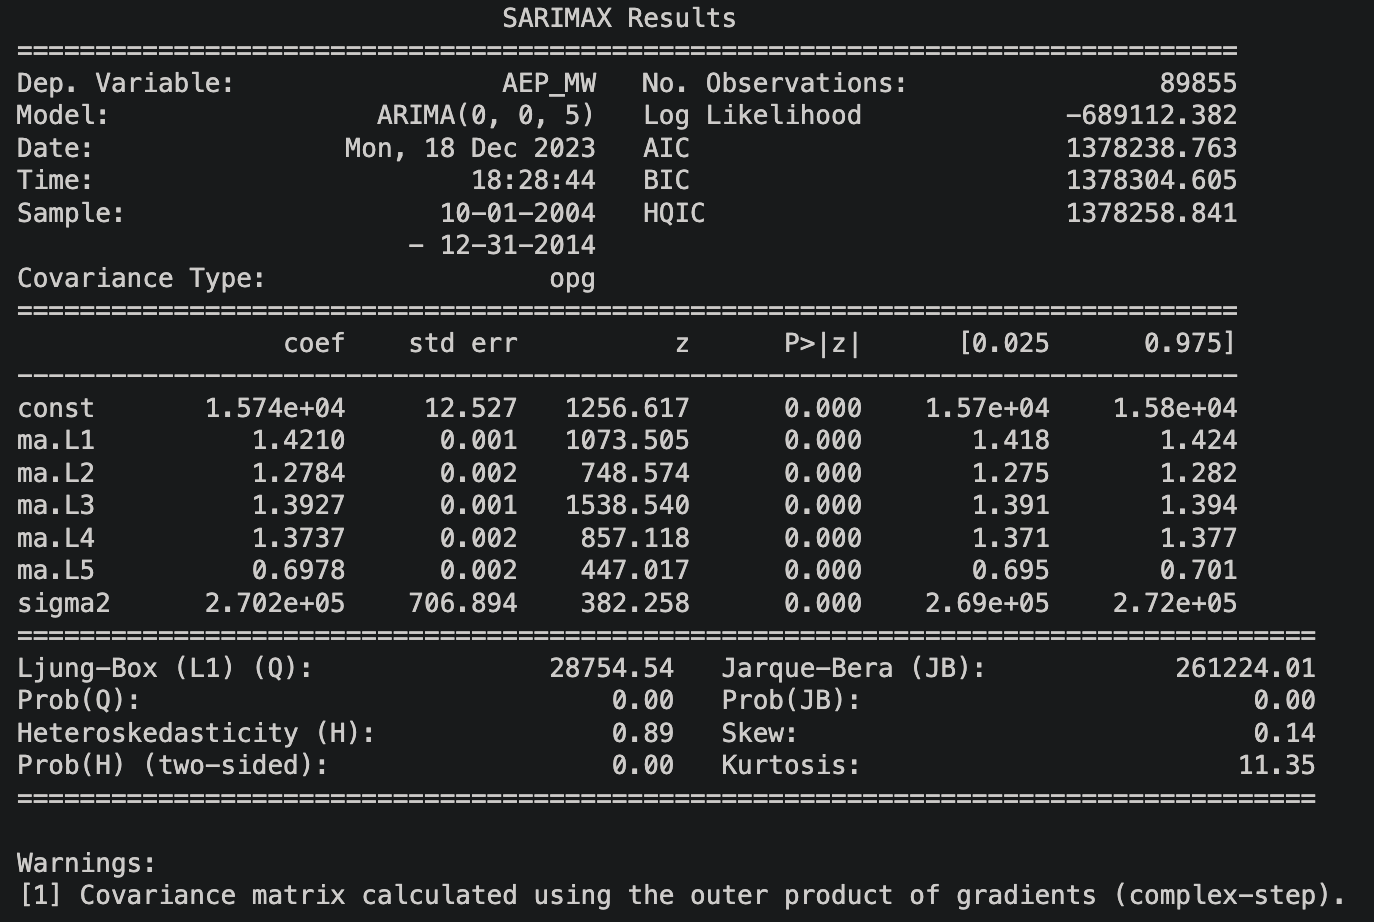 SARIMAX Results
==============================================================================
Dep. Variable:                 AEP_MW   No. Observations:                89855
Model:                 ARIMA(0, 0, 5)   Log Likelihood             -689112.382
Date:                Mon, 18 Dec 2023   AIC                        1378238.763
Time:                        18:28:44   BIC                        1378304.605
Sample:                    10-01-2004   HQIC                       1378258.841
                         - 12-31-2014
Covariance Type:                  opg
==============================================================================
                 coef    std err          z      P>|z|      [0.025      0.975]
------------------------------------------------------------------------------
const       1.574e+04     12.527   1256.617      0.000    1.57e+04    1.58e+04
ma.L1          1.4210      0.001   1073.505      0.000       1.418       1.424
ma.L2          1.2784      0.002    748.574      0.000       1.275       1.282
ma.L3          1.3927      0.001   1538.540      0.000       1.391       1.394
ma.L4          1.3737      0.002    857.118      0.000       1.371       1.377
ma.L5          0.6978      0.002    447.017      0.000       0.695       0.701
sigma2      2.702e+05    706.894    382.258      0.000    2.69e+05    2.72e+05
===================================================================================
Ljung-Box (L1) (Q):               28754.54   Jarque-Bera (JB):            261224.01
Prob(Q):                              0.00   Prob(JB):                         0.00
Heteroskedasticity (H):               0.89   Skew:                             0.14
Prob(H) (two-sided):                  0.00   Kurtosis:                        11.35
===================================================================================
Warnings:
[1] Covariance matrix calculated using the outer product of gradients (complex-step).